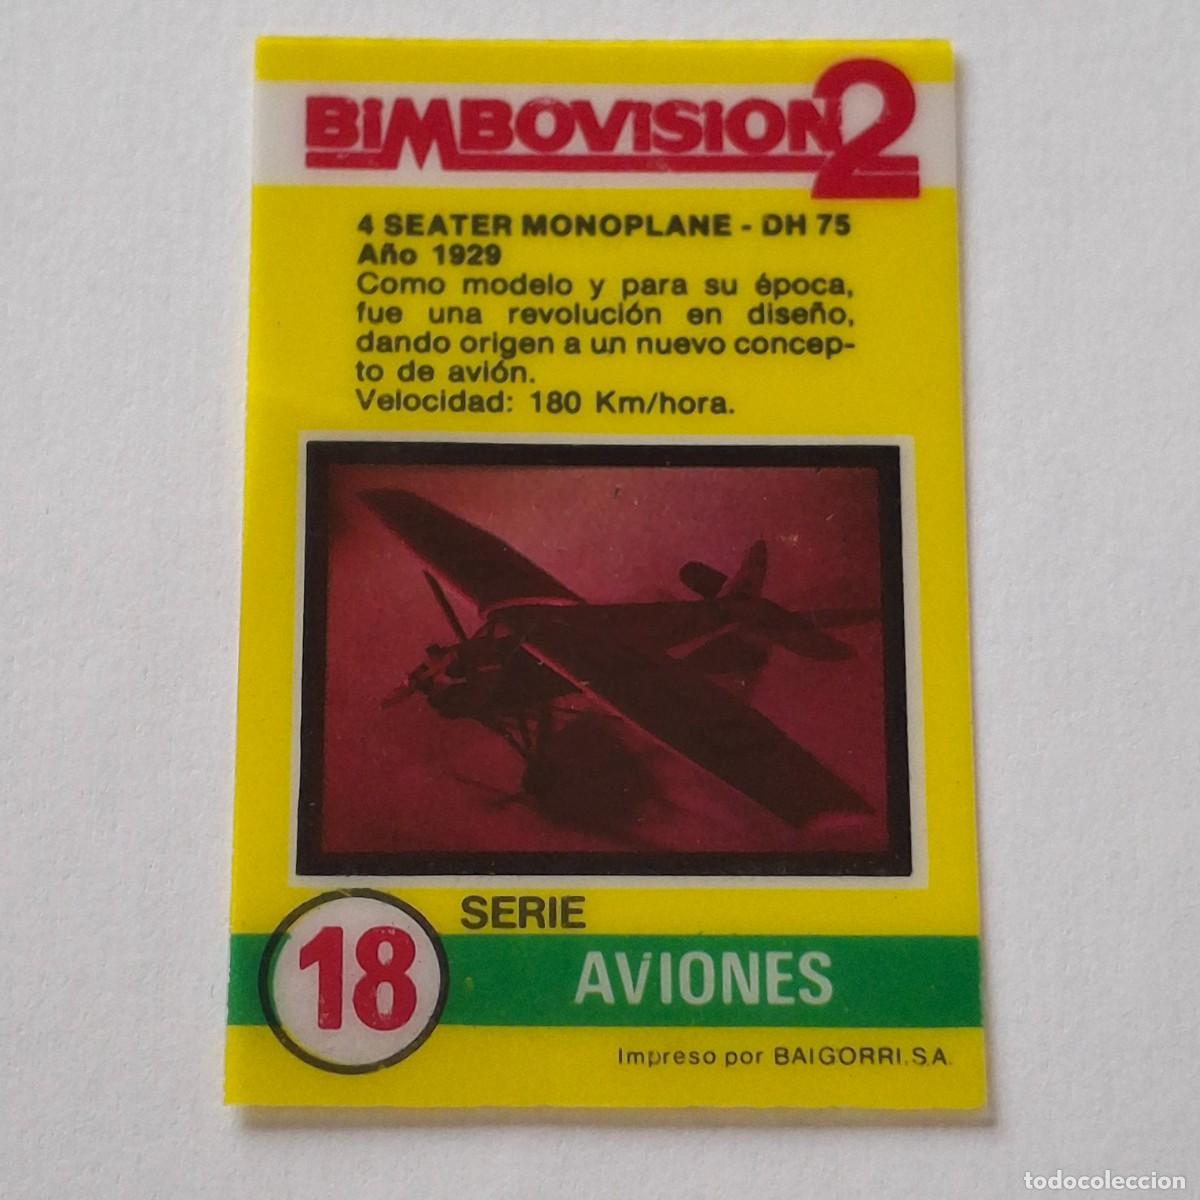 BiMBOVISION2
4 SEATER MONOPLANE - DH 75
Año 1929
Como modelo y para su época,
fue una revolución en diseño,
dando origen a un nuevo concep-
to de avión.
Velocidad: 180 Km/hora.
SERIE
18
AViONES
Impreso por BAIGORRI.S.A.
todocoleccion